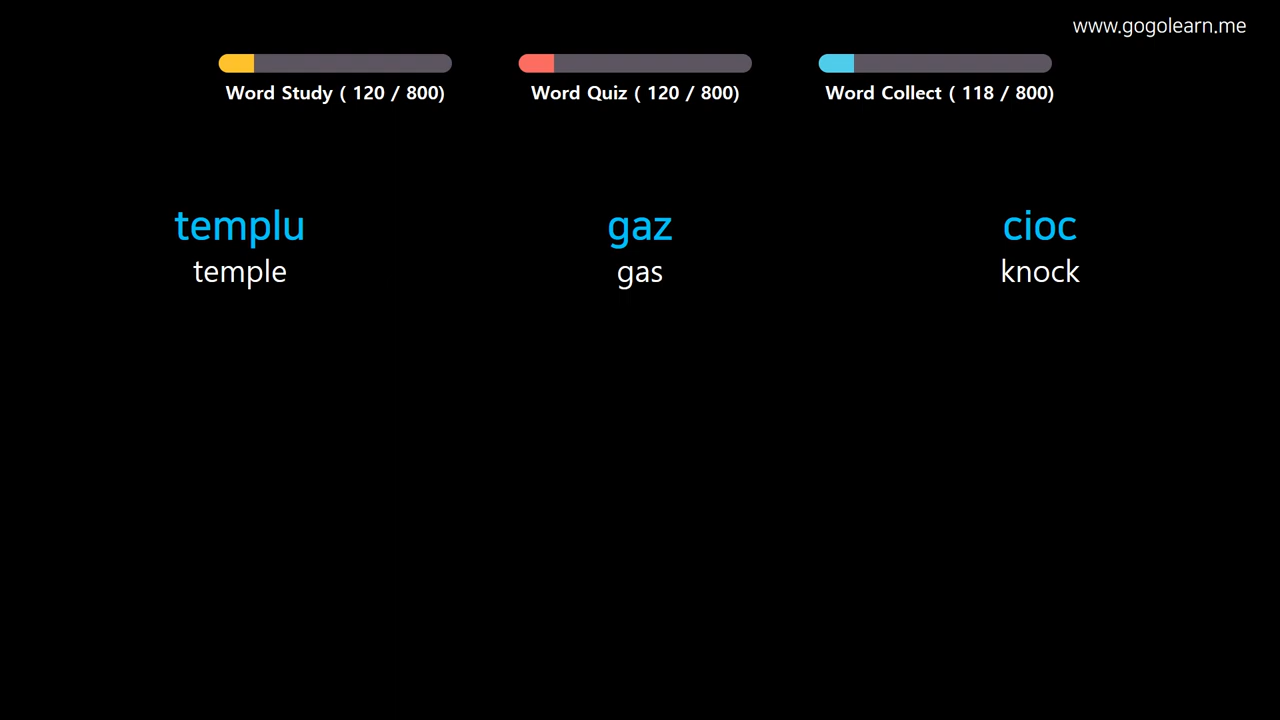 www.gogolearn.me
Word Study ( 120 / 800)
Word Quiz ( 120 / 800)
Word Collect ( 118 / 800)
templu
temple
gaz
gas
cioc
knock